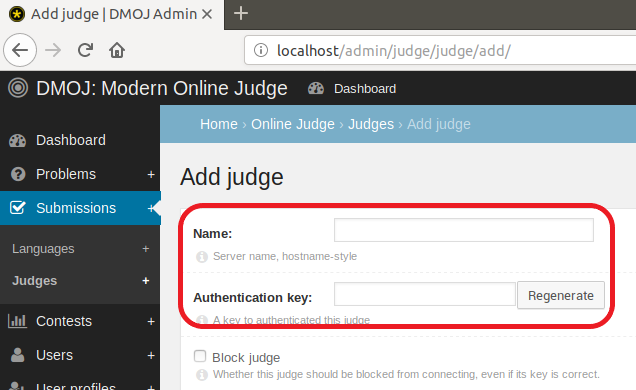 Add judge | DMOJ Admin
localhost/admin/judge/judge/add/
DMOJ: Modern Online Judge
Dashboard
Home › Online Judge › Judges › Add judge
Dashboard
Problems +
Submissions +
Languages +
Judges +
Contests +
Users +
User profiles +
Add judge
Name:
Server name, hostname-style
Authentication key:
Regenerate
A key to authenticated this judge
Block judge
Whether this judge should be blocked from connecting, even if its key is correct.